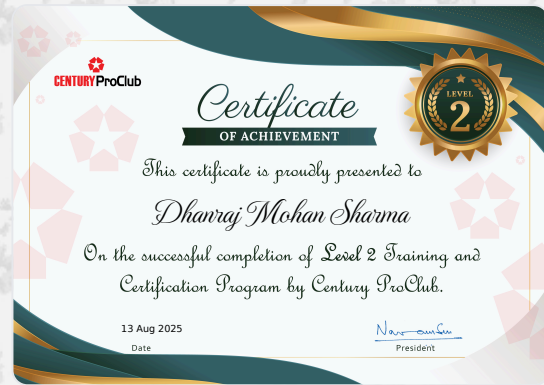 CENTURY ProClub
LEVEL
2
Certificate
OF ACHIEVEMENT
This certificate is proudly presented to
Dhanraj Mohan Sharma
On the successful completion of Level 2 Training and
Certification Program by Century ProClub.
13 Aug 2025
Date
President